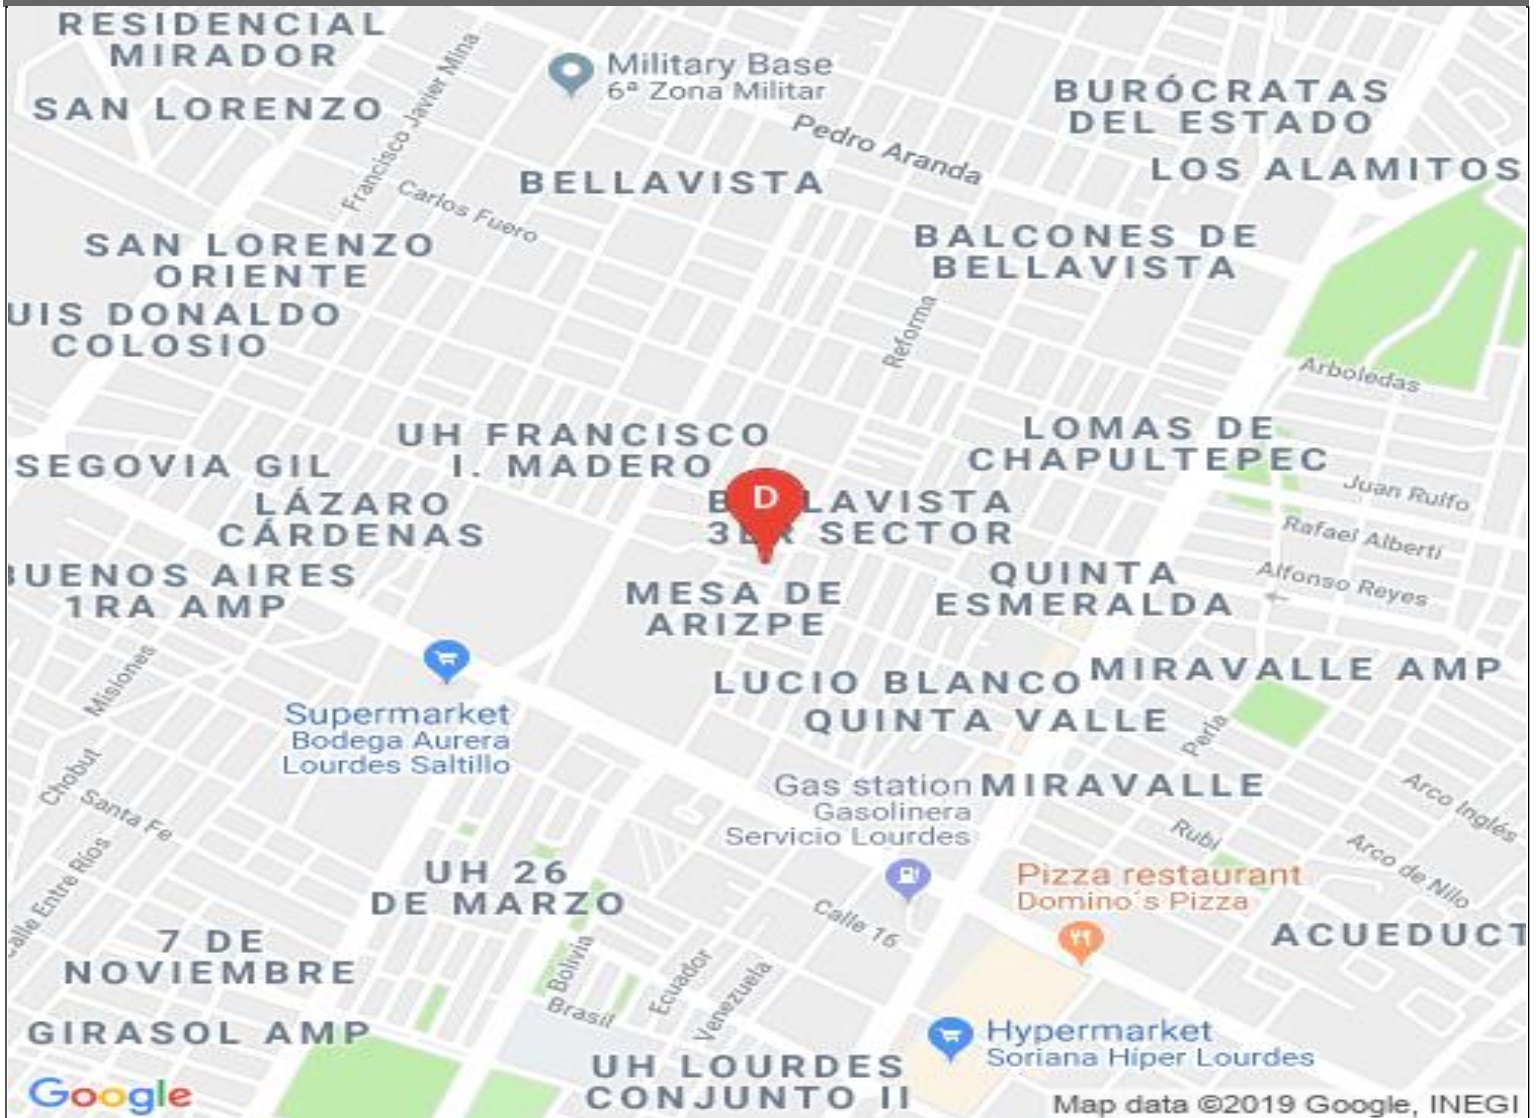 RESIDENCIAL
MIRADOR
SAN LORENZO
Francisco Javier Mina
Military Base
6ª Zona Militar
Pedro Aranda
BURÓCRATAS
DEL ESTADO
LOS ALAMITOS
BELLAVISTA
Carlos Fuero
SAN LORENZO
ORIENTE
BALCONES DE
BELLAVISTA
UIS DONALDO
COLOSIO
Reforma
Arboledas
UH FRANCISCO
I. MADERO
LOMAS DE
CHAPULTEPEC
SEGOVIA GIL
LÁZARO
CÁRDENAS
D
B LAVISTA
3ER SECTOR
Juan Rulfo
Rafael Alberti
Alfonso Reyes
BUENOS AIRES
1RA AMP
MESA DE
ARIZPE
QUINTA
ESMERALDA
Misiones
LUCIO BLANCO
MIRAVALLE AMP
QUINTA VALLE
Perla
Supermarket
Bodega Aurera
Lourdes Saltillo
Chobut
Santa Fe
Gas station
Gasolinera
Servicio Lourdes
MIRAVALLE
Arco Inglés
Rubí
Arco de Nilo
Calle Entre Ríos
UH 26
DE MARZO
Pizza restaurant
Domino´s Pizza
Calle 16
ACUEDUCT
7 DE
NOVIEMBRE
Bolivia
Brasil
Ecuador
Venezuela
GIRASOL AMP
Hypermarket
Soriana Híper Lourdes
UH LOURDES
CONJUNTO II
Google
Map data ©2019 Google, INEGI